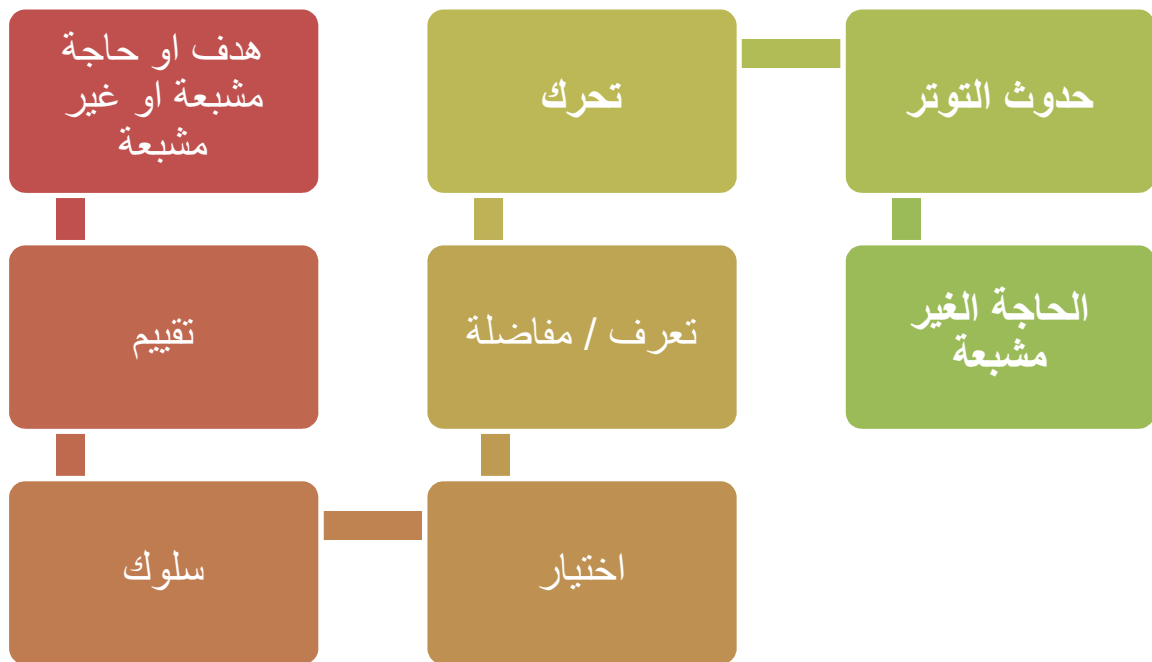 هدف او حاجة
مشبعة او غير
مشبعة
تحرك
حدوث التوتر
تقييم
تعرف / مفاضلة
الحاجة الغير
مشبعة
سلوك
اختيار